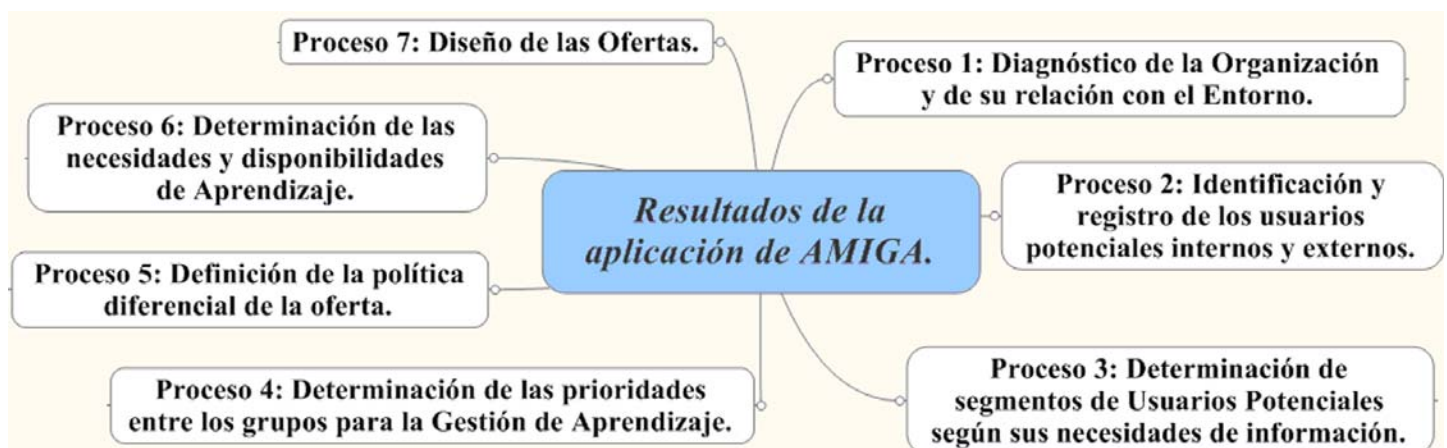 Resultados de la
aplicación de AMIGA.
Proceso 1: Diagnóstico de la Organización
y de su relación con el Entorno.
Proceso 2: Identificación y
registro de los usuarios
potenciales internos y externos.
Proceso 3: Determinación de
segmentos de Usuarios Potenciales
según sus necesidades de información.
Proceso 4: Determinación de las prioridades
entre los grupos para la Gestión de Aprendizaje.
Proceso 5: Definición de la política
diferencial de la oferta.
Proceso 6: Determinación de las
necesidades y disponibilidades
de Aprendizaje.
Proceso 7: Diseño de las Ofertas.